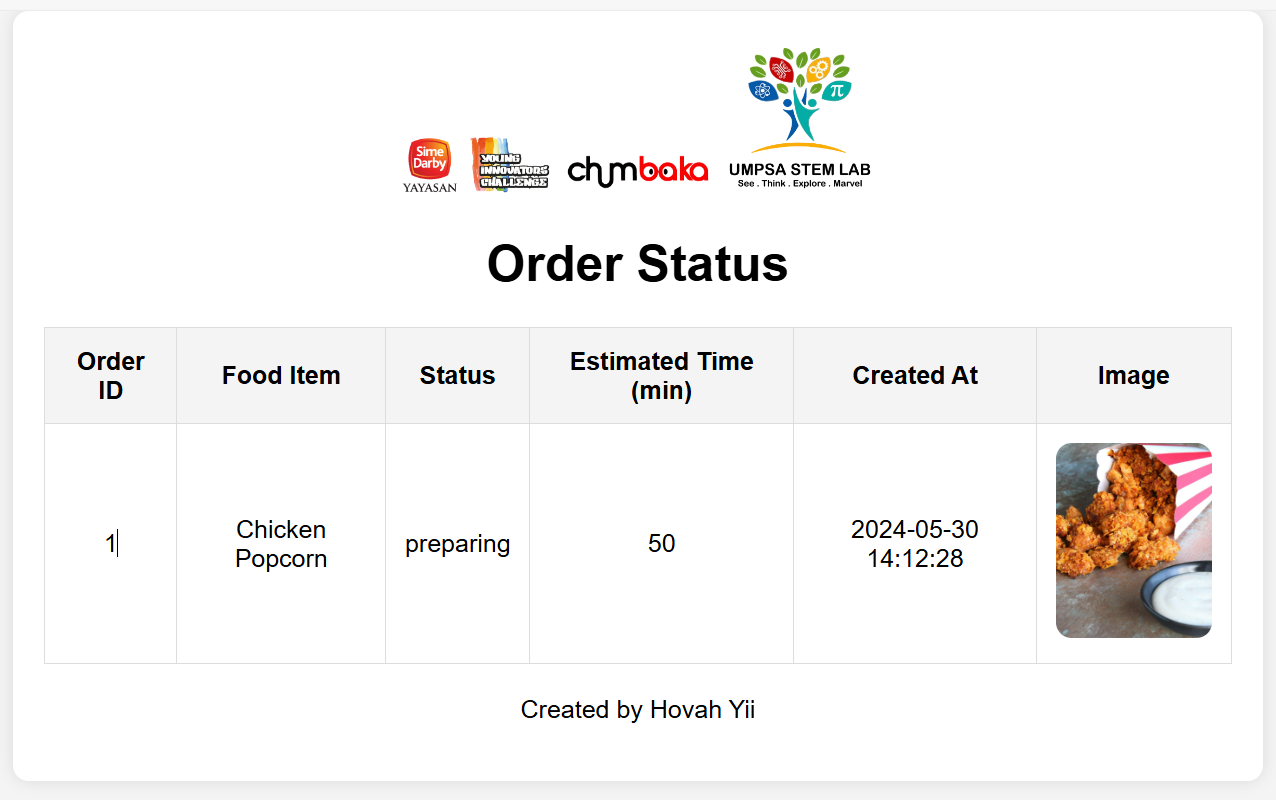 Sime
Darby
YAYASAN
YOUNG
INNOVATORS
CHALLENGE
chumbaka
π
UMPSA STEM LAB
See . Think . Explore . Marvel
Order Status
Order ID
Food Item
Status
Estimated Time
(min)
Created At
Image
1
Chicken
Popcorn
preparing
50
2024-05-30
14:12:28
Created by Hovah Yii